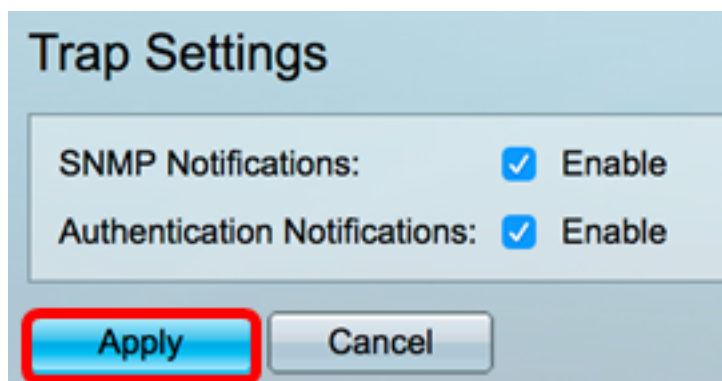 Trap Settings
SNMP Notifications: Enable
Authentication Notifications: Enable
Apply Cancel